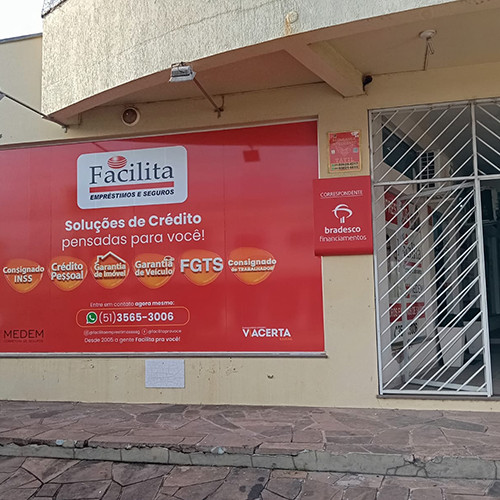 Facilita
EMPRÉSTIMOS E SEGUROS
Soluções de Crédito
pensadas para você!
Consignado
INSS
Crédito
Pessoal
Garantia
de Imóvel
Garantia
de Veículo
FGTS
Consignado
do TRABALHADOR
Entre em contato agora mesmo:
(51)3565-3006
Desde 2005 a gente Facilita pra você!
MEDEM
VIACERTA
CORRESPONDENTE
bradesco
financiamentos